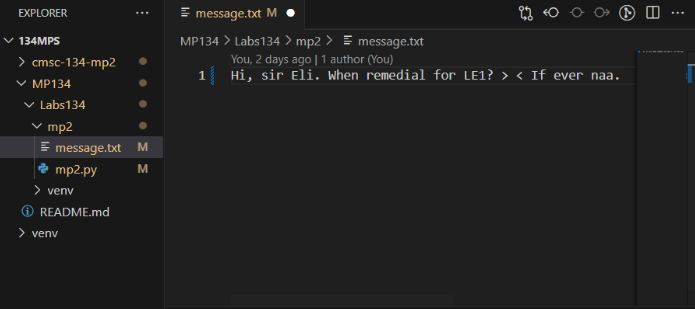 EXPLORER ...
134MPS
cmsc-134-mp2
MP134
Labs134
mp2
message.txt M
mp2.py M
venv
README.md
venv
message.txt M
MP134 > Labs134 > mp2 > message.txt
You, 2 days ago | 1 author (You)
1 Hi, sir Eli. When remedial for LE1? > < If ever naa.